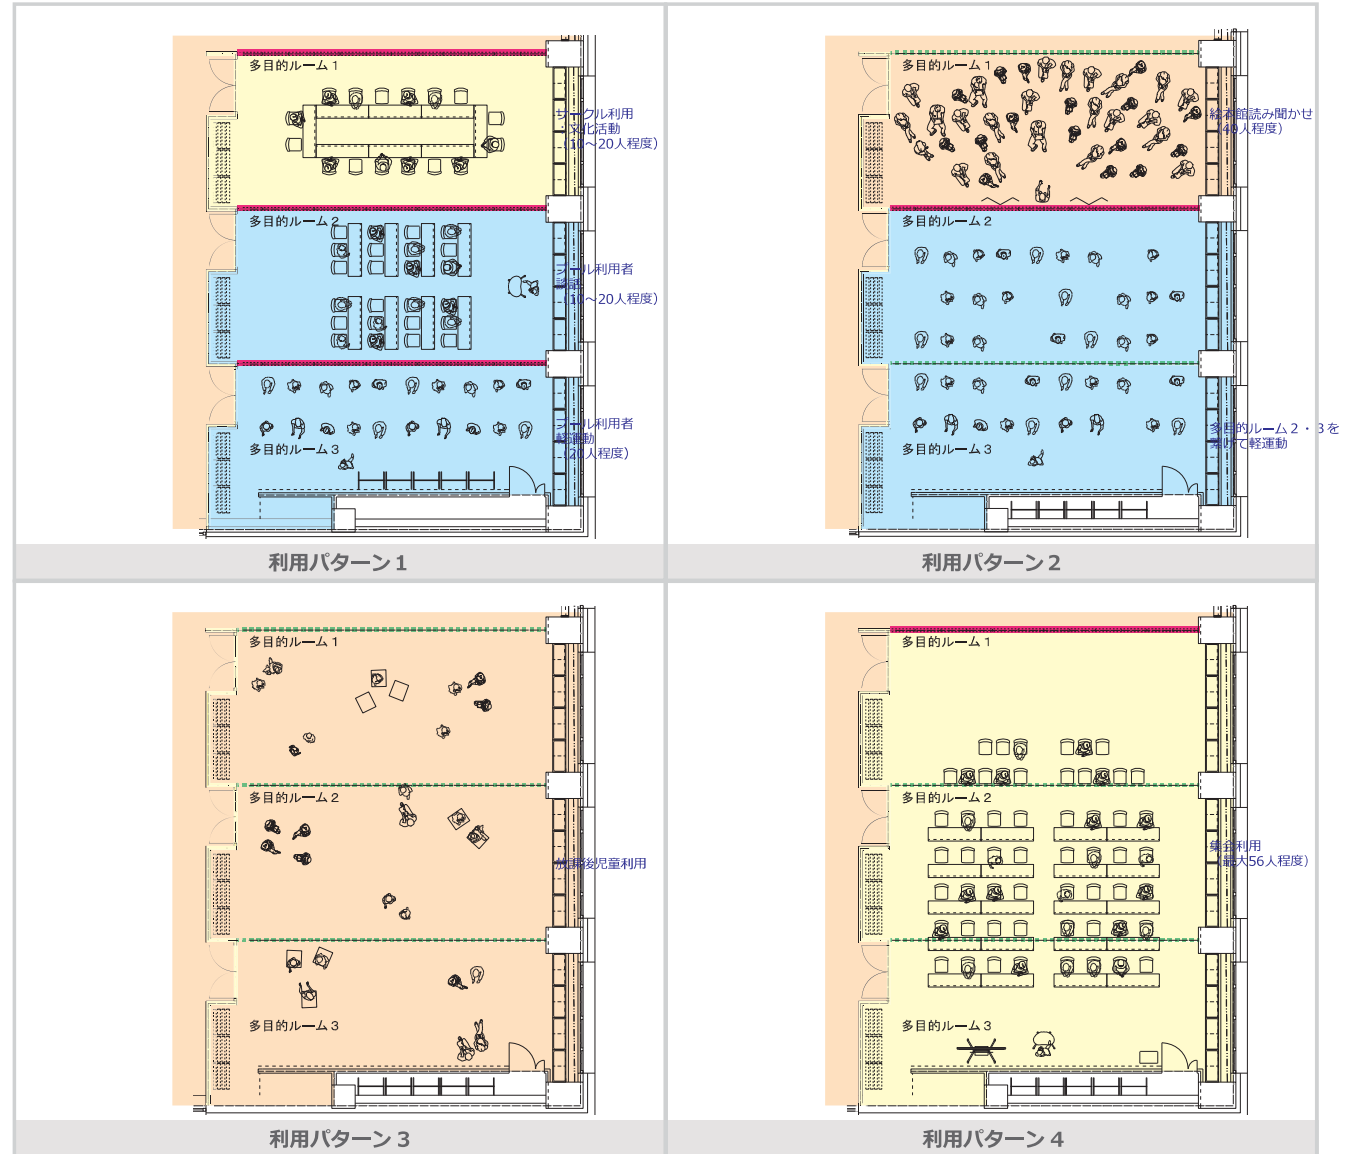 多目的ルーム１
サークル利用
・文化活動
（10～20人程度）
多目的ルーム２
プール利用者
談話
（10～20人程度）
プール利用者
軽運動
（20人程度）
多目的ルーム３
利用パターン１
多目的ルーム１
絵本館読み聞かせ
（40人程度）
多目的ルーム２
多目的ルーム２・３を
繋げて軽運動
多目的ルーム３
利用パターン２
多目的ルーム１
多目的ルーム２
放課後児童利用
多目的ルーム３
利用パターン３
多目的ルーム１
多目的ルーム２
集会利用
（最大56人程度）
多目的ルーム３
利用パターン４